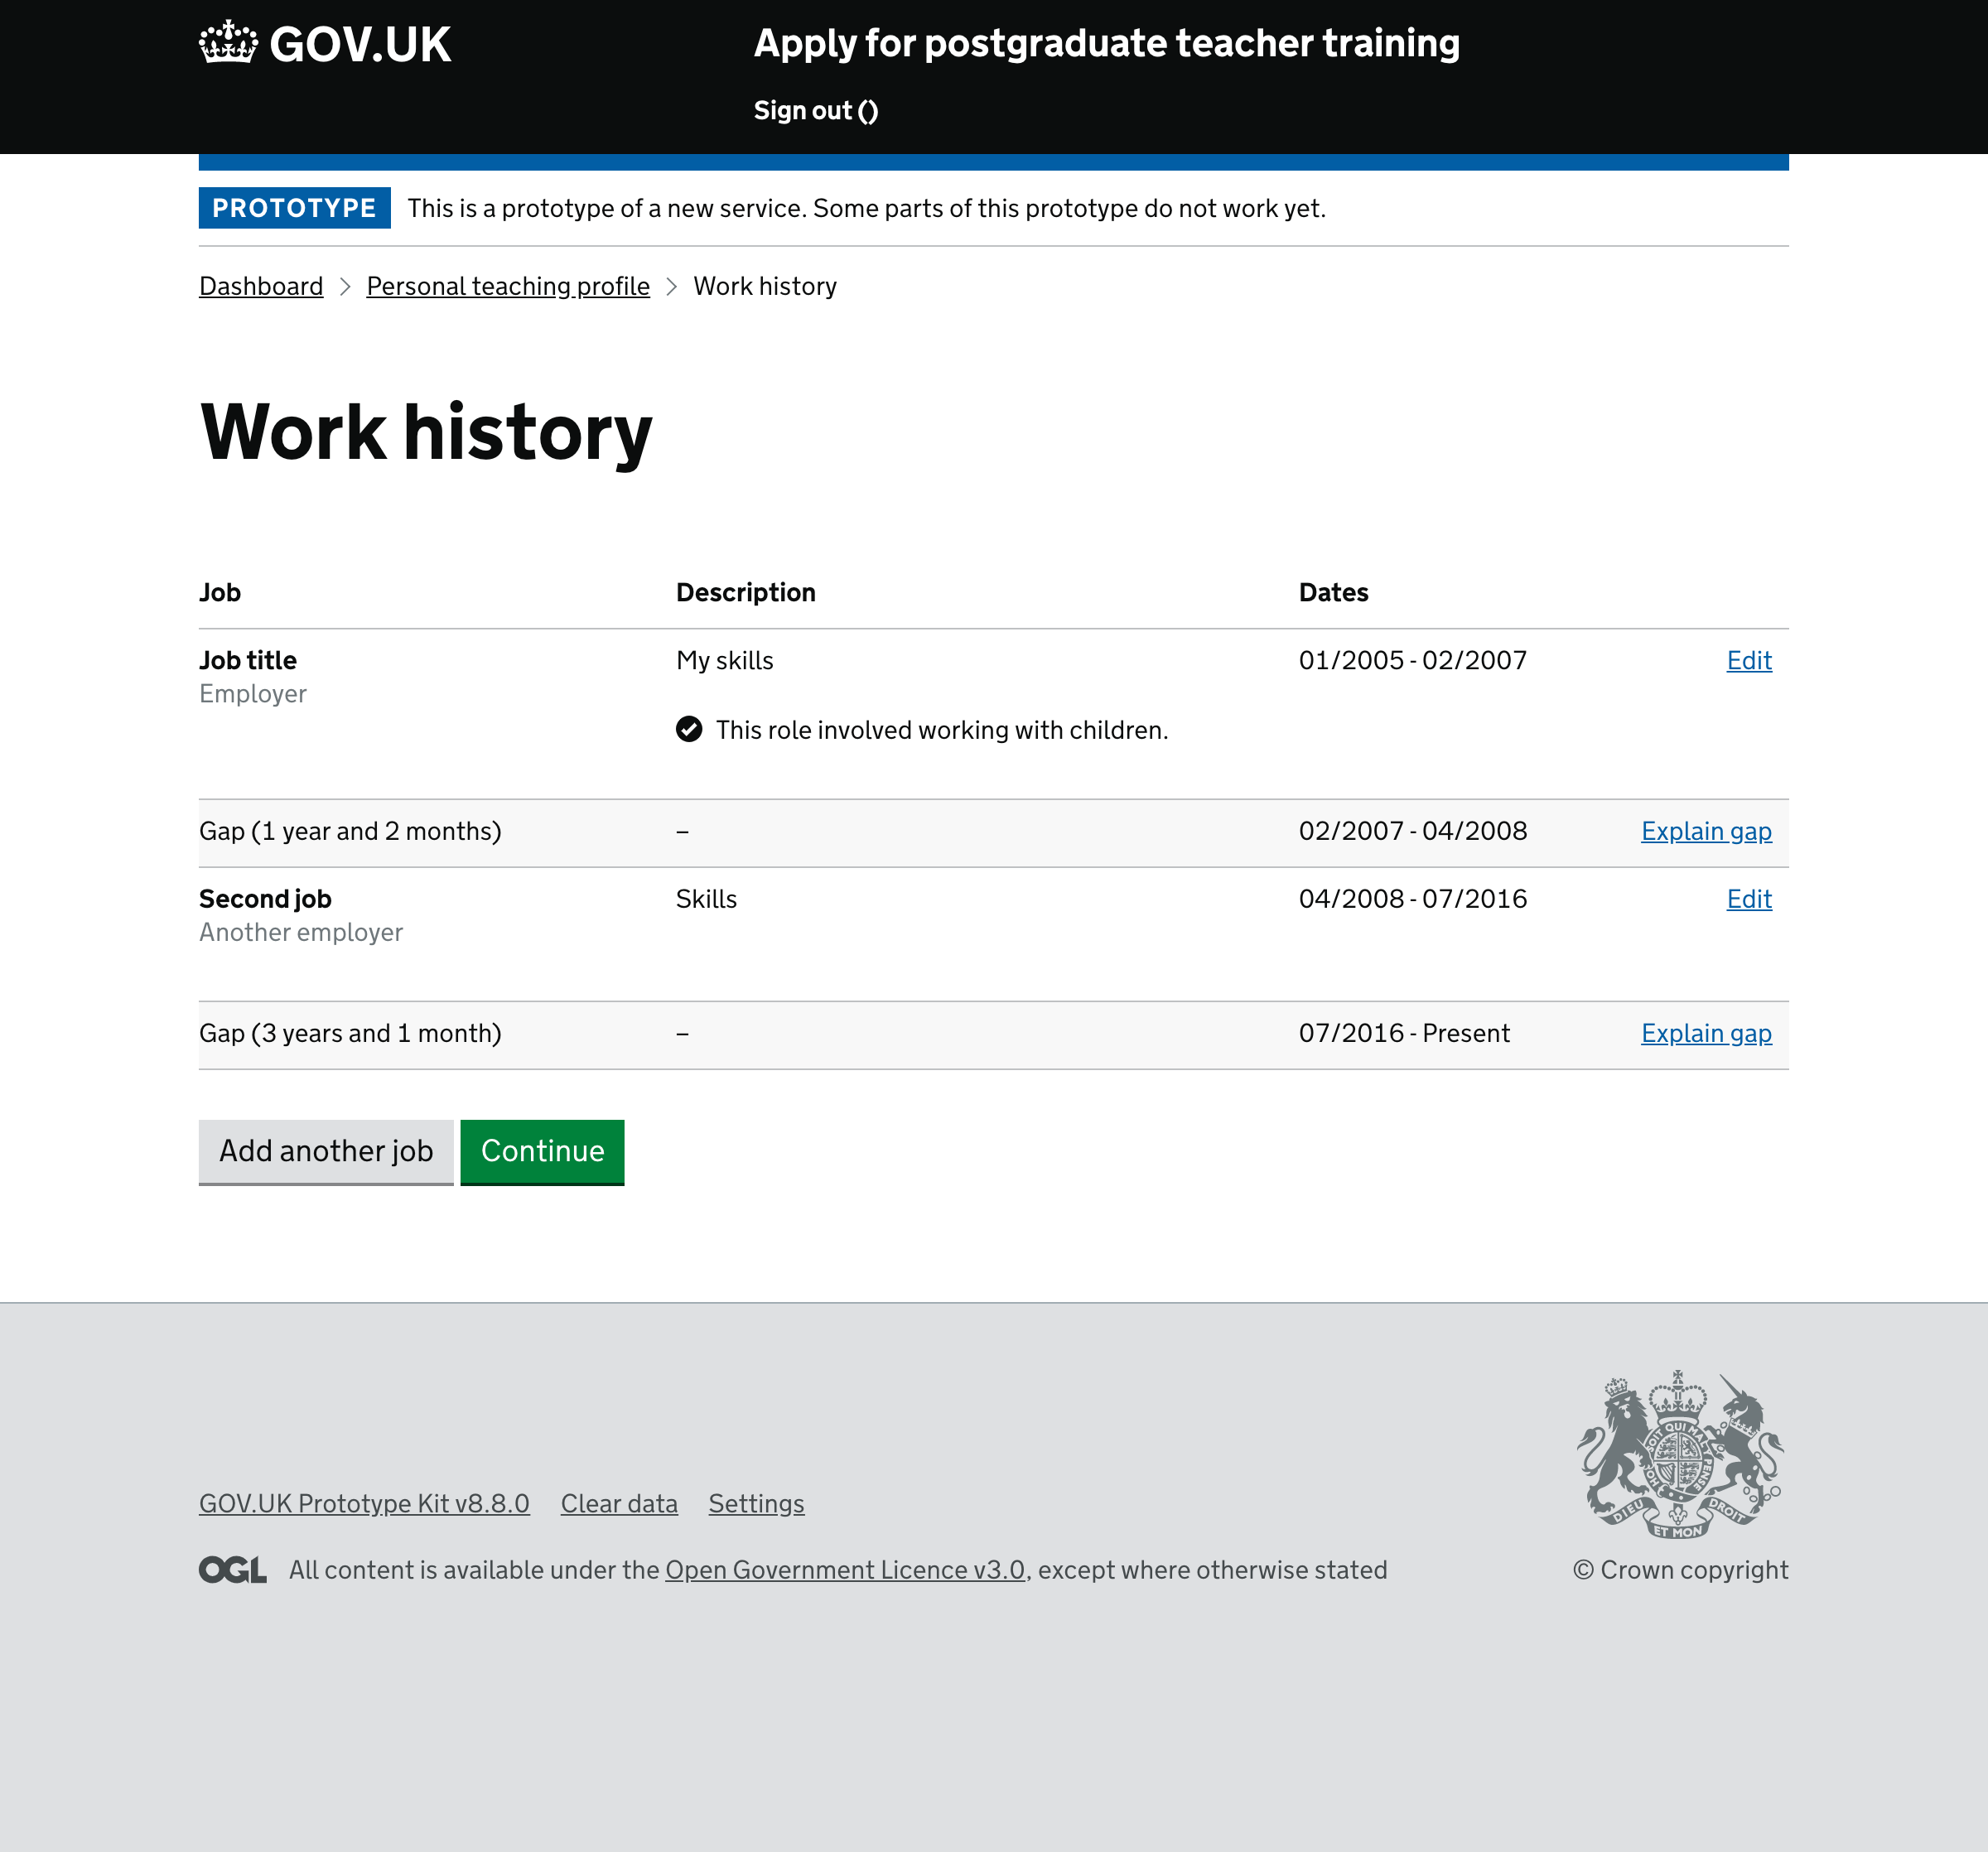 GOV.UK
Apply for postgraduate teacher training
Sign out ()
PROTOTYPE This is a prototype of a new service. Some parts of this prototype do not work yet.
Dashboard Personal teaching profile Work history
Work history
Job Description Dates
Job title My skills 01/2005 - 02/2007 Edit
Employer
This role involved working with children.
Gap (1 year and 2 months) – 02/2007 - 04/2008 Explain gap
Second job Skills 04/2008 - 07/2016 Edit
Another employer
Gap (3 years and 1 month) – 07/2016 - Present Explain gap
Add another job Continue
SOIT QUI MAL Y PENSE
DIEU ET MON DROIT
GOV.UK Prototype Kit v8.8.0 Clear data Settings
OGL All content is available under the Open Government Licence v3.0, except where otherwise stated © Crown copyright